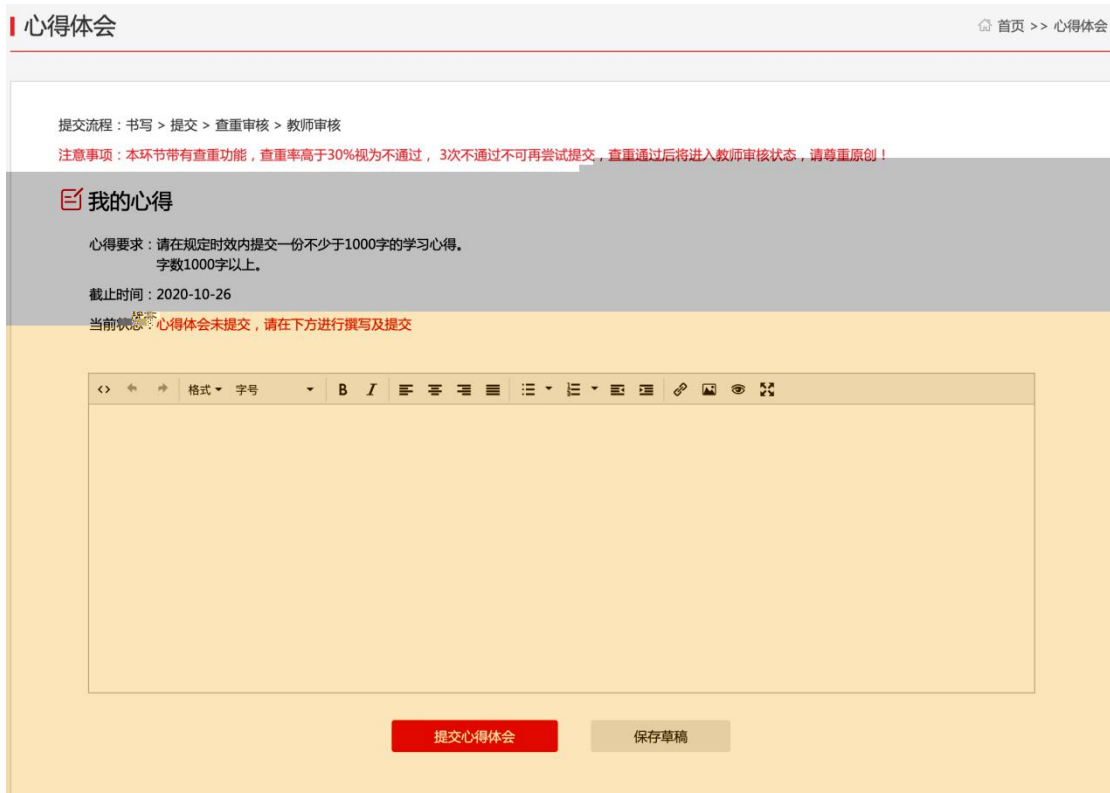 心得体会
首页 >> 心得体会
提交流程：书写 > 提交 > 查重审核 > 教师审核
注意事项：本环节带有查重功能，查重率高于30%视为不通过， 3次不通过不可再尝试提交，查重通过后将进入教师审核状态，请尊重原创！
我的心得
心得要求：请在规定时效内提交一份不少于1000字的学习心得。
字数1000字以上。
截止时间：2020-10-26
当前状态：心得体会未提交，请在下方进行撰写及提交
格式 字号 B I
提交心得体会 保存草稿